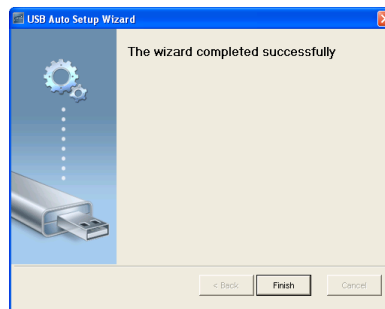 USB Auto Setup Wizard
The wizard completed successfully
< Back Finish Cancel